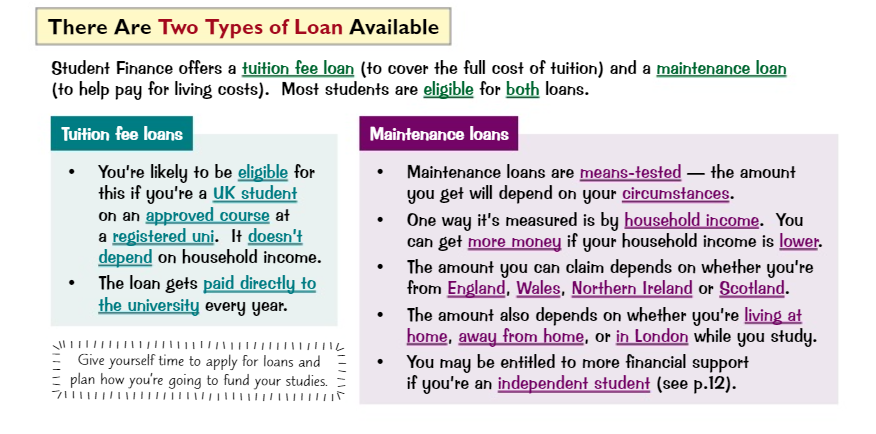 There Are Two Types of Loan Available
Student Finance offers a tuition fee loan (to cover the full cost of tuition) and a maintenance loan
(to help pay for living costs). Most students are eligible for both loans.
Tuition fee loans
• You're likely to be eligible for
this if you're a UK student
on an approved course at
a registered uni. It doesn't
depend on household income.
• The loan gets paid directly to
the university every year.
Give yourself time to apply for loans and
plan how you're going to fund your studies.
Maintenance loans
• Maintenance loans are means-tested — the amount
you get will depend on your circumstances.
• One way it's measured is by household income. You
can get more money if your household income is lower.
• The amount you can claim depends on whether you're
from England, Wales, Northern Ireland or Scotland.
• The amount also depends on whether you're living at
home, away from home, or in London while you study.
• You may be entitled to more financial support
if you're an independent student (see p.12).